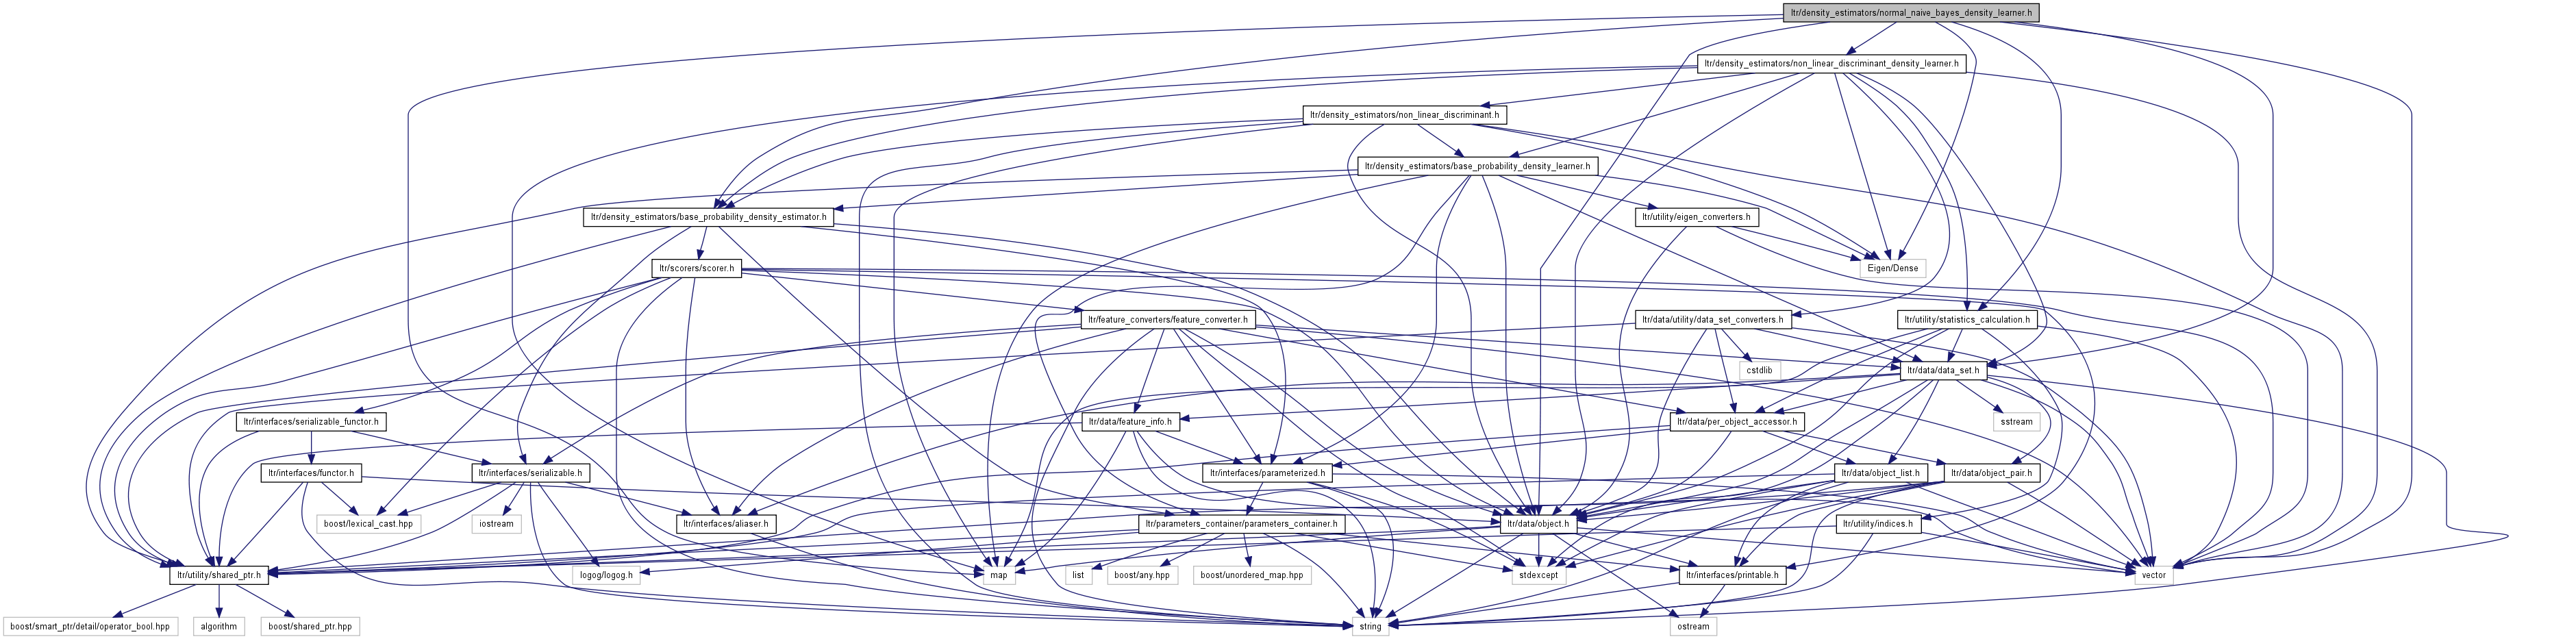 ltr/density_estimators/normal_naive_bayes_density_learner.h
ltr/density_estimators/non_linear_discriminant_density_learner.h
ltr/density_estimators/non_linear_discriminant.h
ltr/density_estimators/base_probability_density_learner.h
ltr/density_estimators/base_probability_density_estimator.h
ltr/utility/eigen_converters.h
ltr/scorers/scorer.h
Eigen/Dense
ltr/feature_converters/feature_converter.h
ltr/data/utility/data_set_converters.h
ltr/utility/statistics_calculation.h
cstdlib
ltr/data/data_set.h
ltr/interfaces/serializable_functor.h
ltr/data/feature_info.h
ltr/data/per_object_accessor.h
sstream
ltr/interfaces/functor.h
ltr/interfaces/serializable.h
ltr/interfaces/parameterized.h
ltr/data/object_list.h
ltr/data/object_pair.h
boost/lexical_cast.hpp
iostream
ltr/interfaces/aliaser.h
ltr/parameters_container/parameters_container.h
ltr/data/object.h
ltr/utility/indices.h
ltr/utility/shared_ptr.h
logog/logog.h
map
list
boost/any.hpp
boost/unordered_map.hpp
stdexcept
ltr/interfaces/printable.h
vector
boost/smart_ptr/detail/operator_bool.hpp
algorithm
boost/shared_ptr.hpp
string
ostream